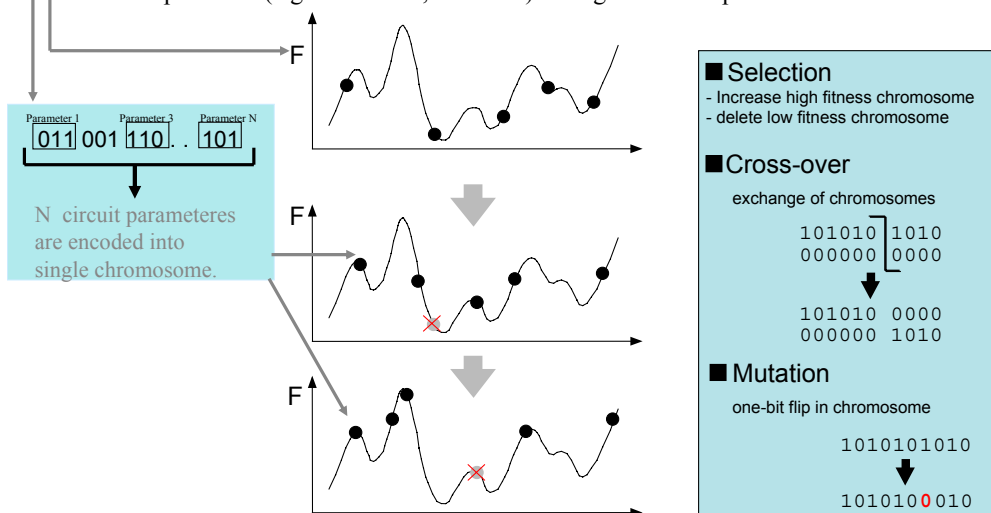 F
Parameter 1 Parameter 3 Parameter N
011 001 110 . . 101
N circuit parameteres
are encoded into
single chromosome.
F
F
■ Selection
- Increase high fitness chromosome
- delete low fitness chromosome
■ Cross-over
exchange of chromosomes
101010 1010
000000 0000
101010 0000
000000 1010
■ Mutation
one-bit flip in chromosome
1010101010
1010100010